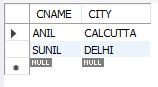 CNAME CITY
ANIL CALCUTTA
SUNIL DELHI
NULL NULL